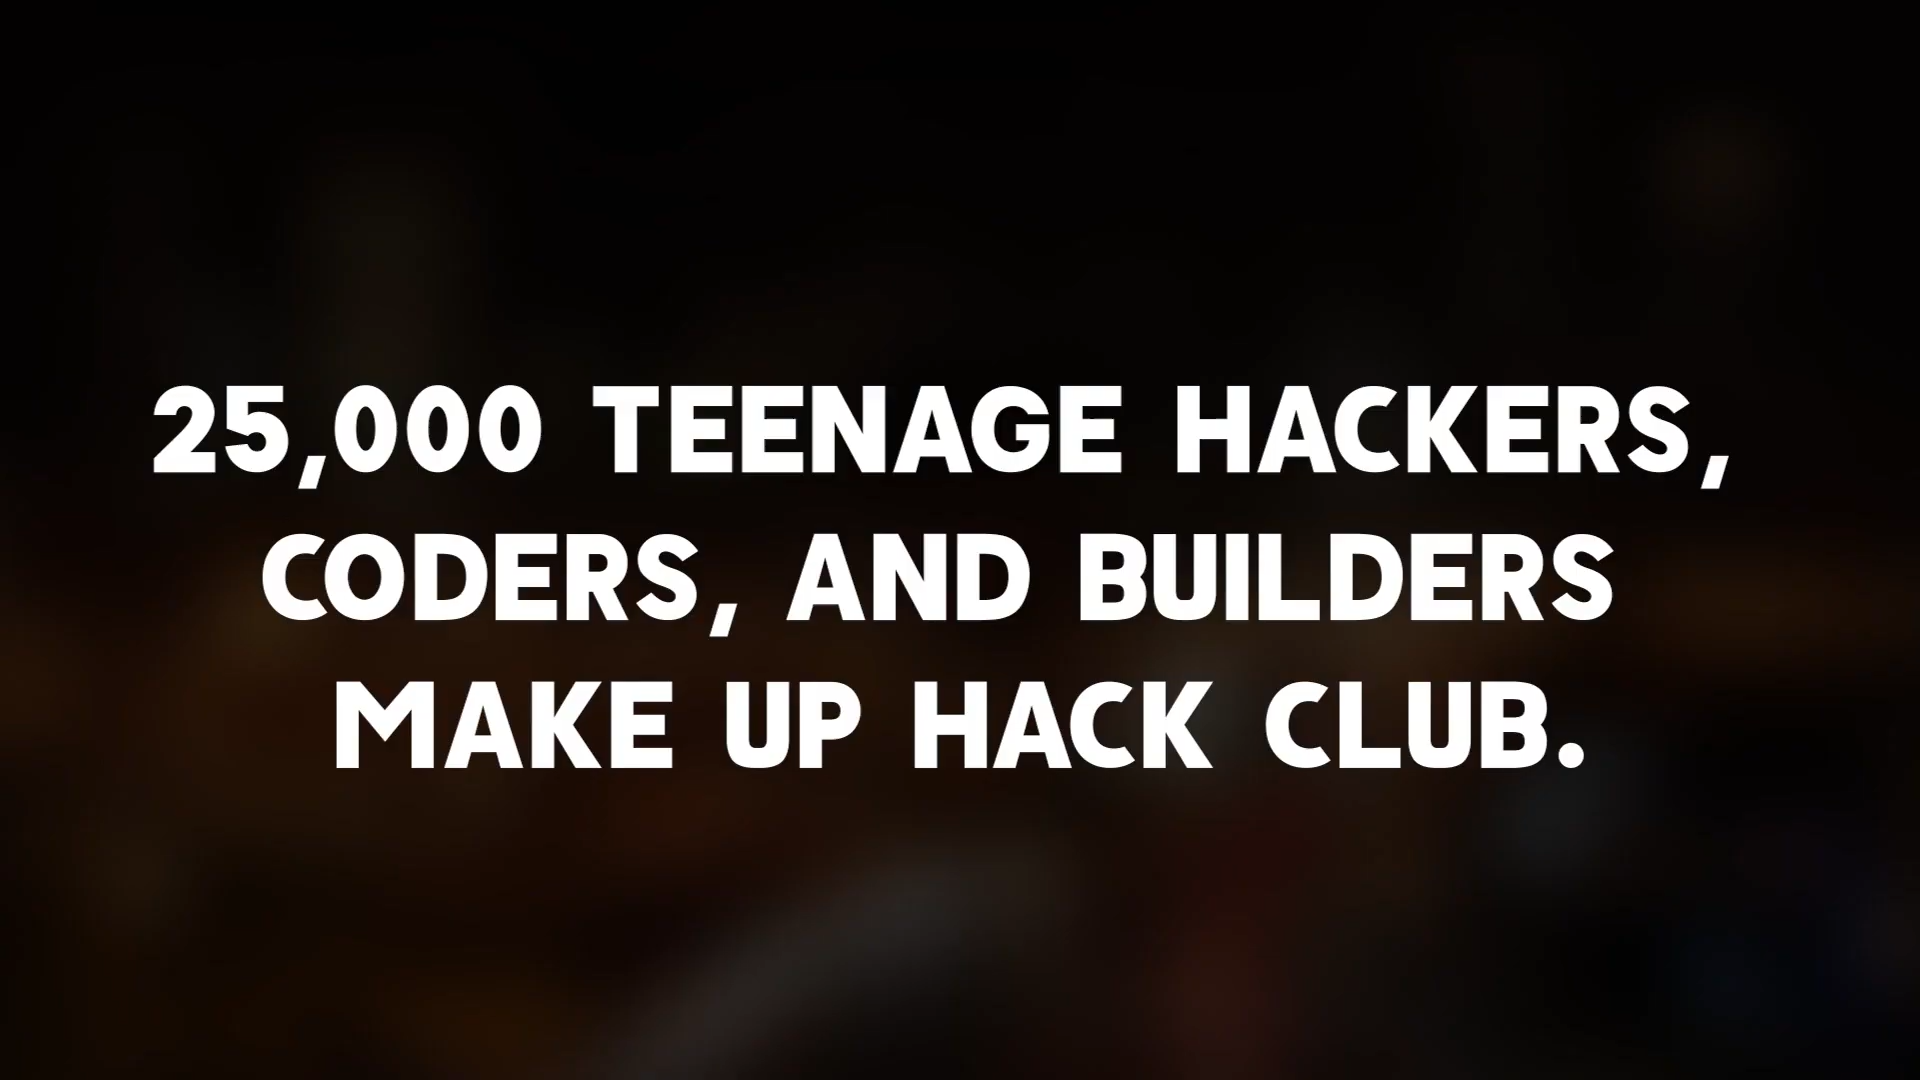 25,000 TEENAGE HACKERS,
CODERS, AND BUILDERS
MAKE UP HACK CLUB.